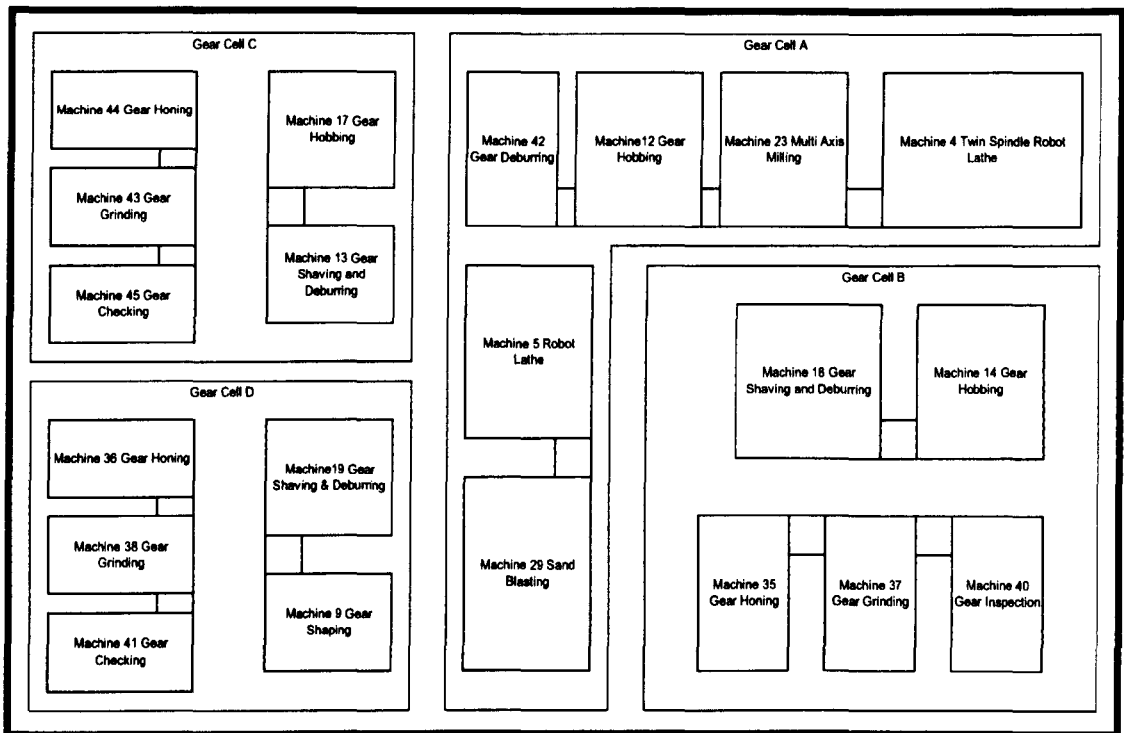 Gear Cell C
Machine 44 Gear Honing
Machine 43 Gear
Grinding
Machine 45 Gear
Checking
Machine 17 Gear
Hobbing
Machine 13 Gear
Shaving and
Deburring
Gear Cell A
Machine 42
Gear Deburring
Machine12 Gear
Hobbing
Machine 23 Multi Axis
Milling
Machine 4 Twin Spindle Robot
Lathe
Machine 5 Robot
Lathe
Machine 29 Sand
Blasting
Gear Cell B
Machine 18 Gear
Shaving and Deburring
Machine 14 Gear
Hobbing
Machine 35
Gear Honing
Machine 37
Gear Grinding
Machine 40
Gear Inspection
Gear Cell D
Machine 36 Gear Honing
Machine 38 Gear
Grinding
Machine 41 Gear
Checking
Machine19 Gear
Shaving & Deburring
Machine 9 Gear
Shaping